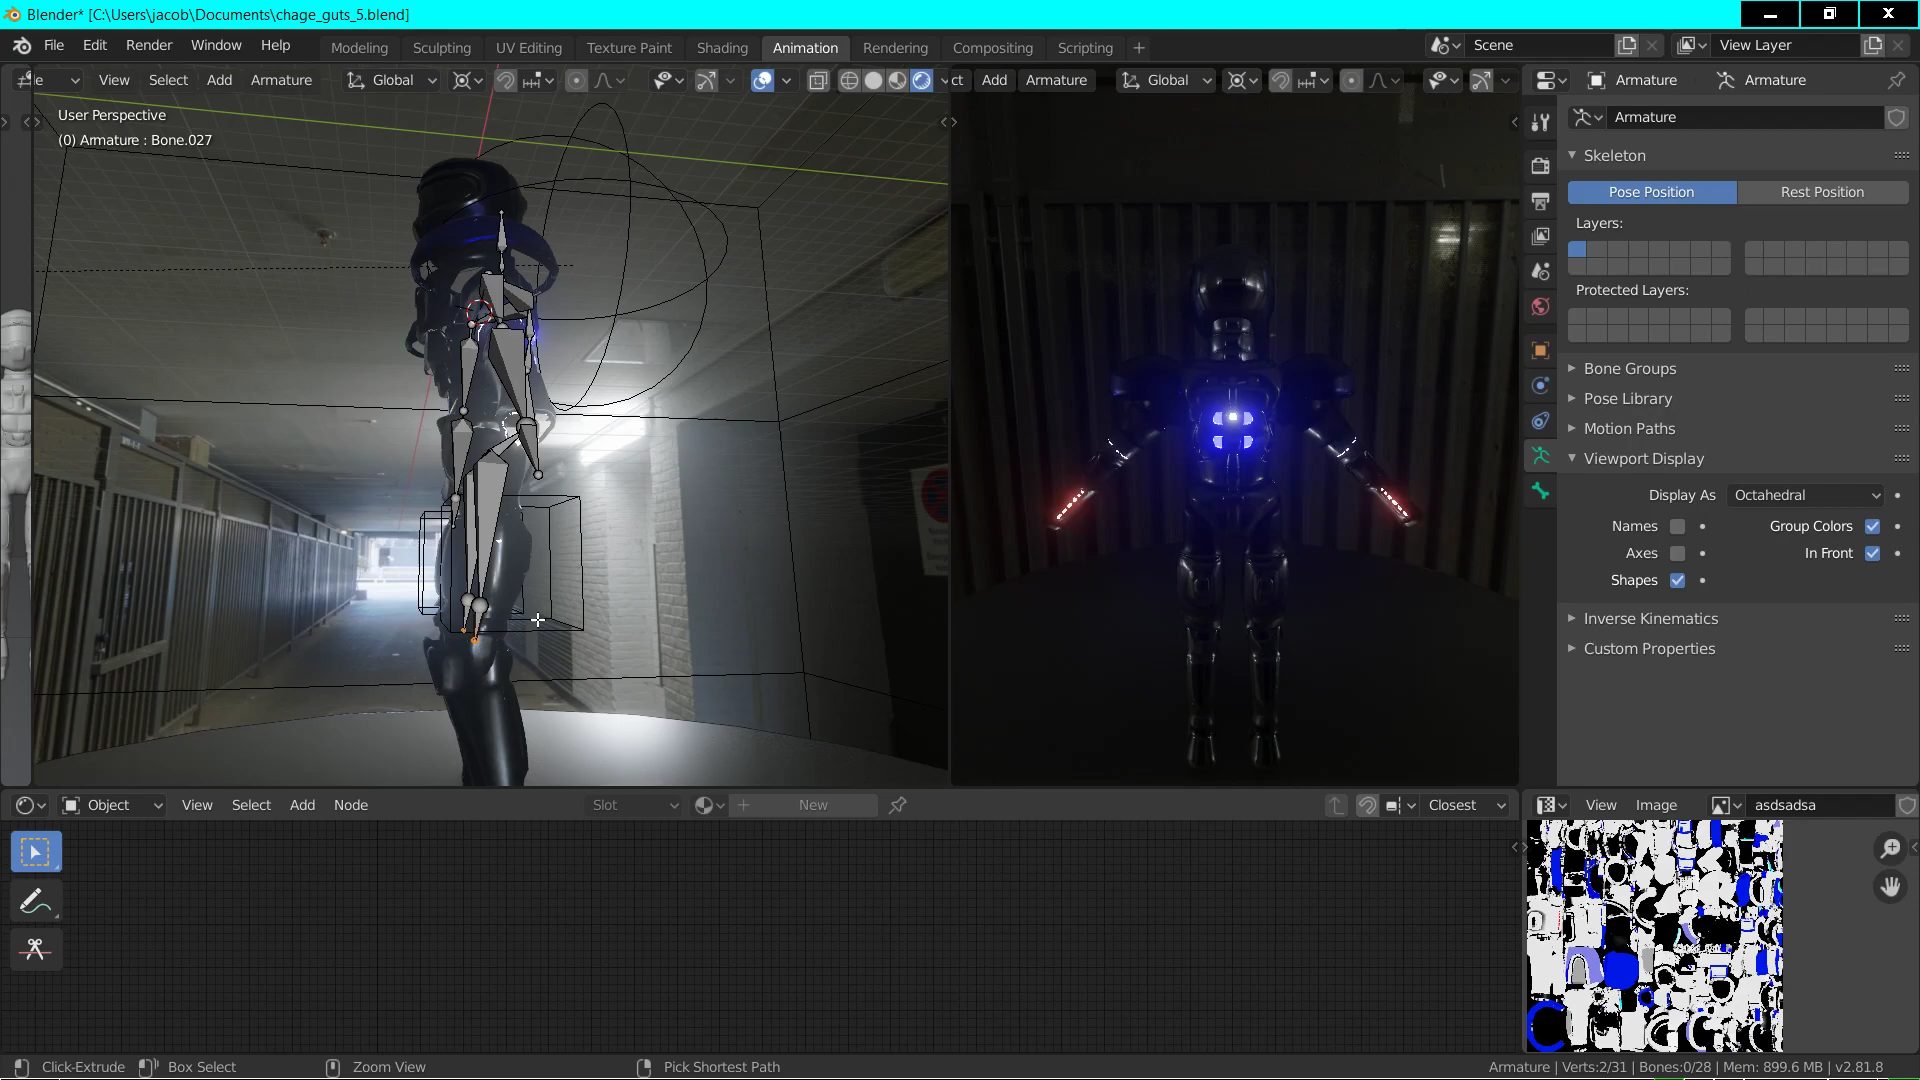 Blender* [C:\Users\jacob\Documents\chage_guts_5.blend]
File Edit Render Window Help Modeling Sculpting UV Editing Texture Paint Shading Animation Rendering Compositing Scripting + Scene View Layer
e View Select Add Armature Global ct Add Armature Global Armature Armature
User Perspective
(0) Armature : Bone.027
Armature
Skeleton
Pose Position Rest Position
Layers:
Protected Layers:
Bone Groups
Pose Library
Motion Paths
Viewport Display
Display As Octahedral
Names Group Colors
Axes In Front
Shapes
Inverse Kinematics
Custom Properties
Object View Select Add Node Slot New Closest View Image asdsadsa
Click-Extrude Box Select Zoom View Pick Shortest Path Armature | Verts:2/31 | Bones:0/28 | Mem: 899.6 MB | v2.81.8